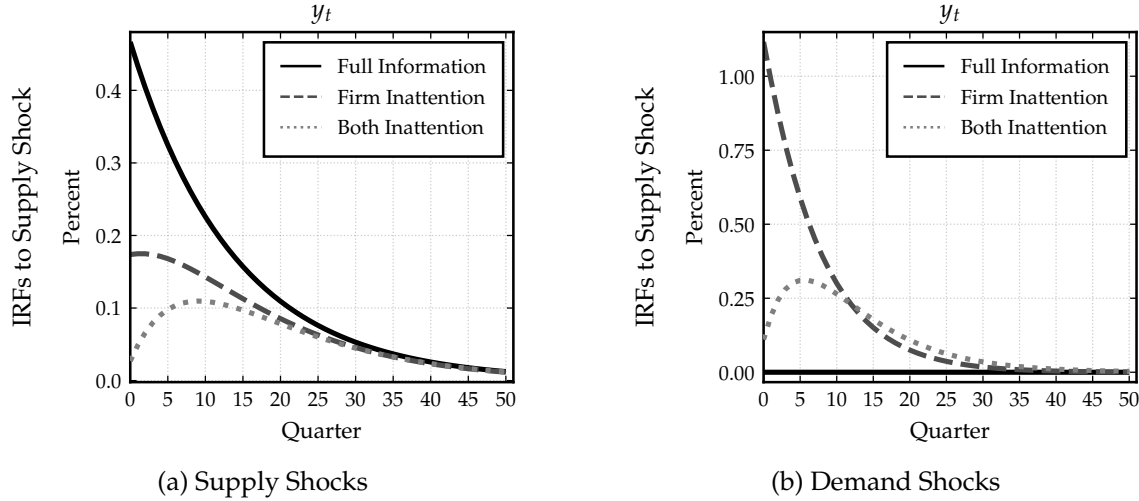 y_t
IRFs to Supply Shock
Percent
0.4
0.3
0.2
0.1
0.0
Full Information
Firm Inattention
Both Inattention
0 5 10 15 20 25 30 35 40 45 50
Quarter
(a) Supply Shocks
y_t
IRFs to Supply Shock
Percent
1.00
0.75
0.50
0.25
0.00
Full Information
Firm Inattention
Both Inattention
0 5 10 15 20 25 30 35 40 45 50
Quarter
(b) Demand Shocks